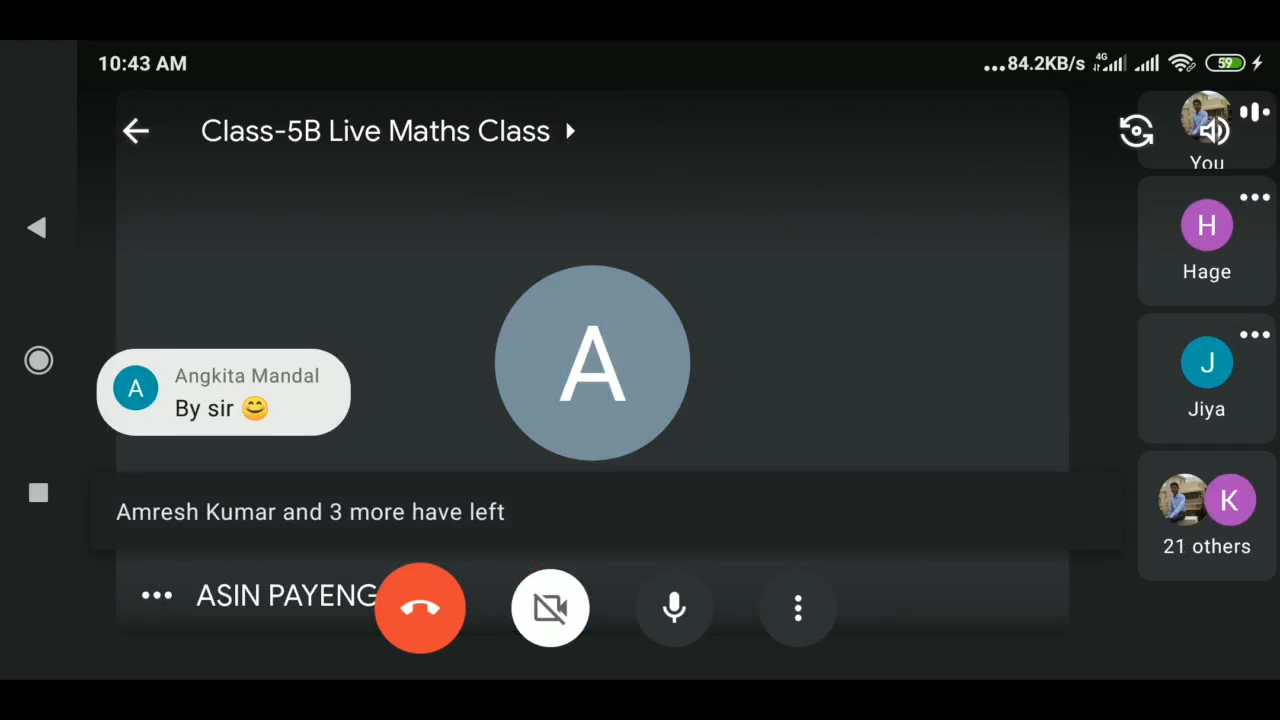 10:43 AM
...84.2KB/s 4G 59
Class-5B Live Maths Class
You
H
Hage
A
Angkita Mandal
A
By sir 😊
J
Jiya
Amresh Kumar and 3 more have left
K
21 others
ASIN PAYENG